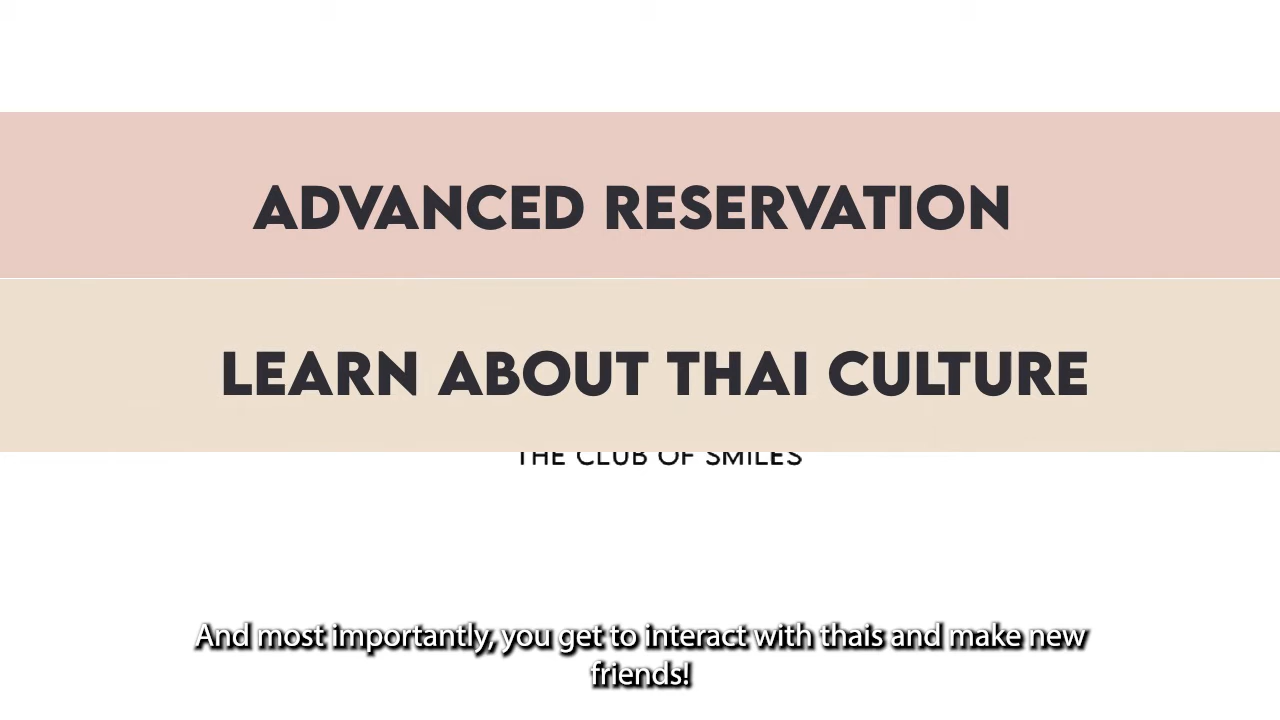 ADVANCED RESERVATION
LEARN ABOUT THAI CULTURE
THE CLUB OF SMILES
And most importantly, you get to interact with thais and make new
friends!